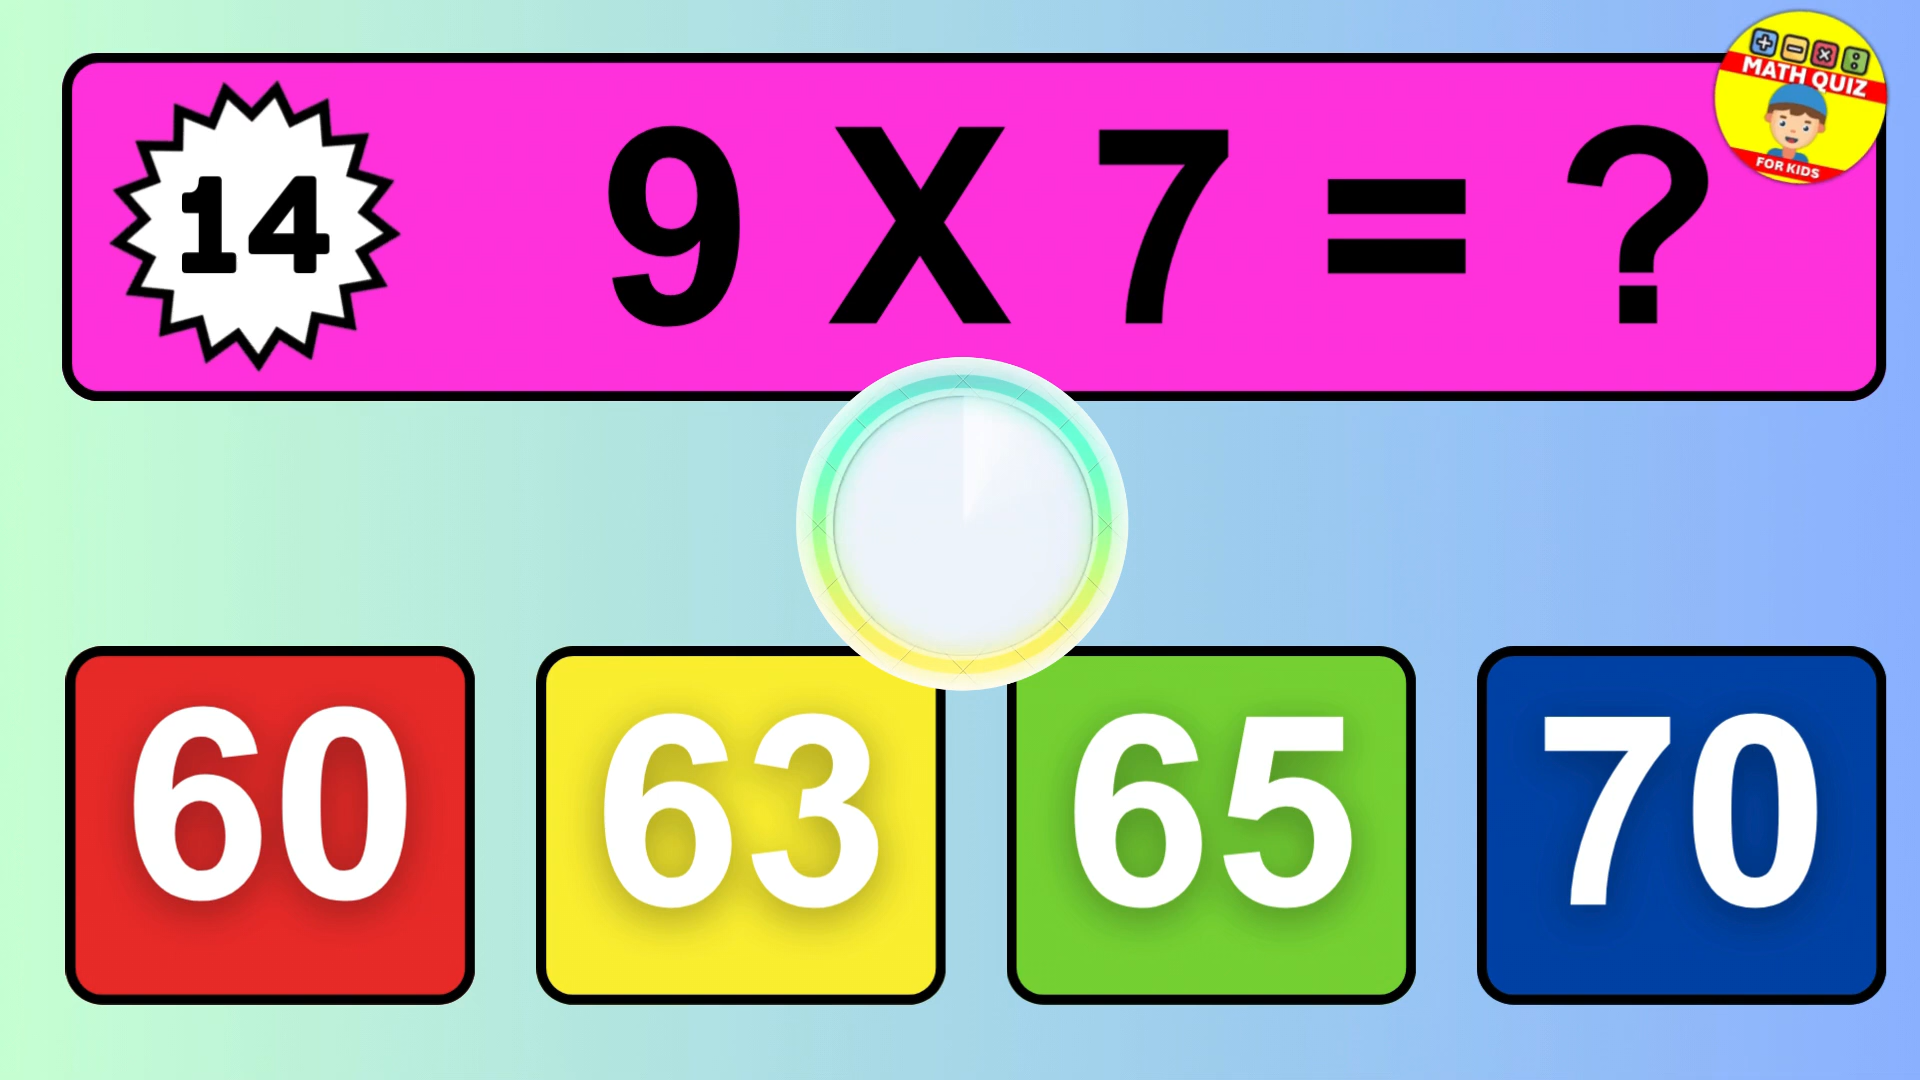 14
9 X 7 = ?
+ − × :
MATH QUIZ
FOR KIDS
60
63
65
70